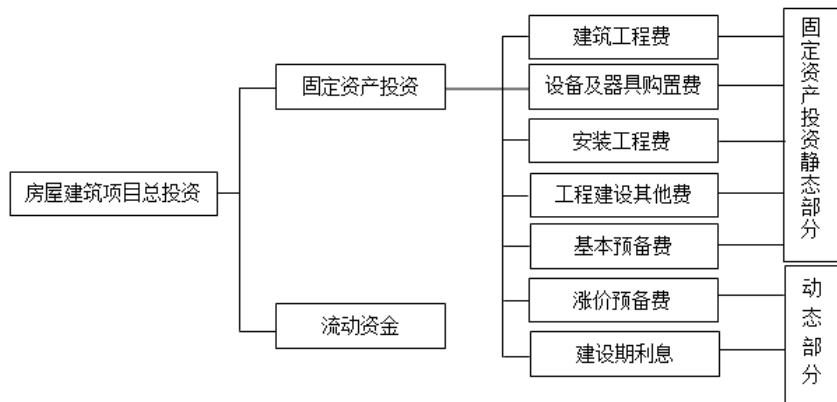 房屋建筑项目总投资
固定资产投资
流动资金
建筑工程费
设备及器具购置费
安装工程费
工程建设其他费
基本预备费
涨价预备费
建设期利息
固定资产投资静态部分
动态部分